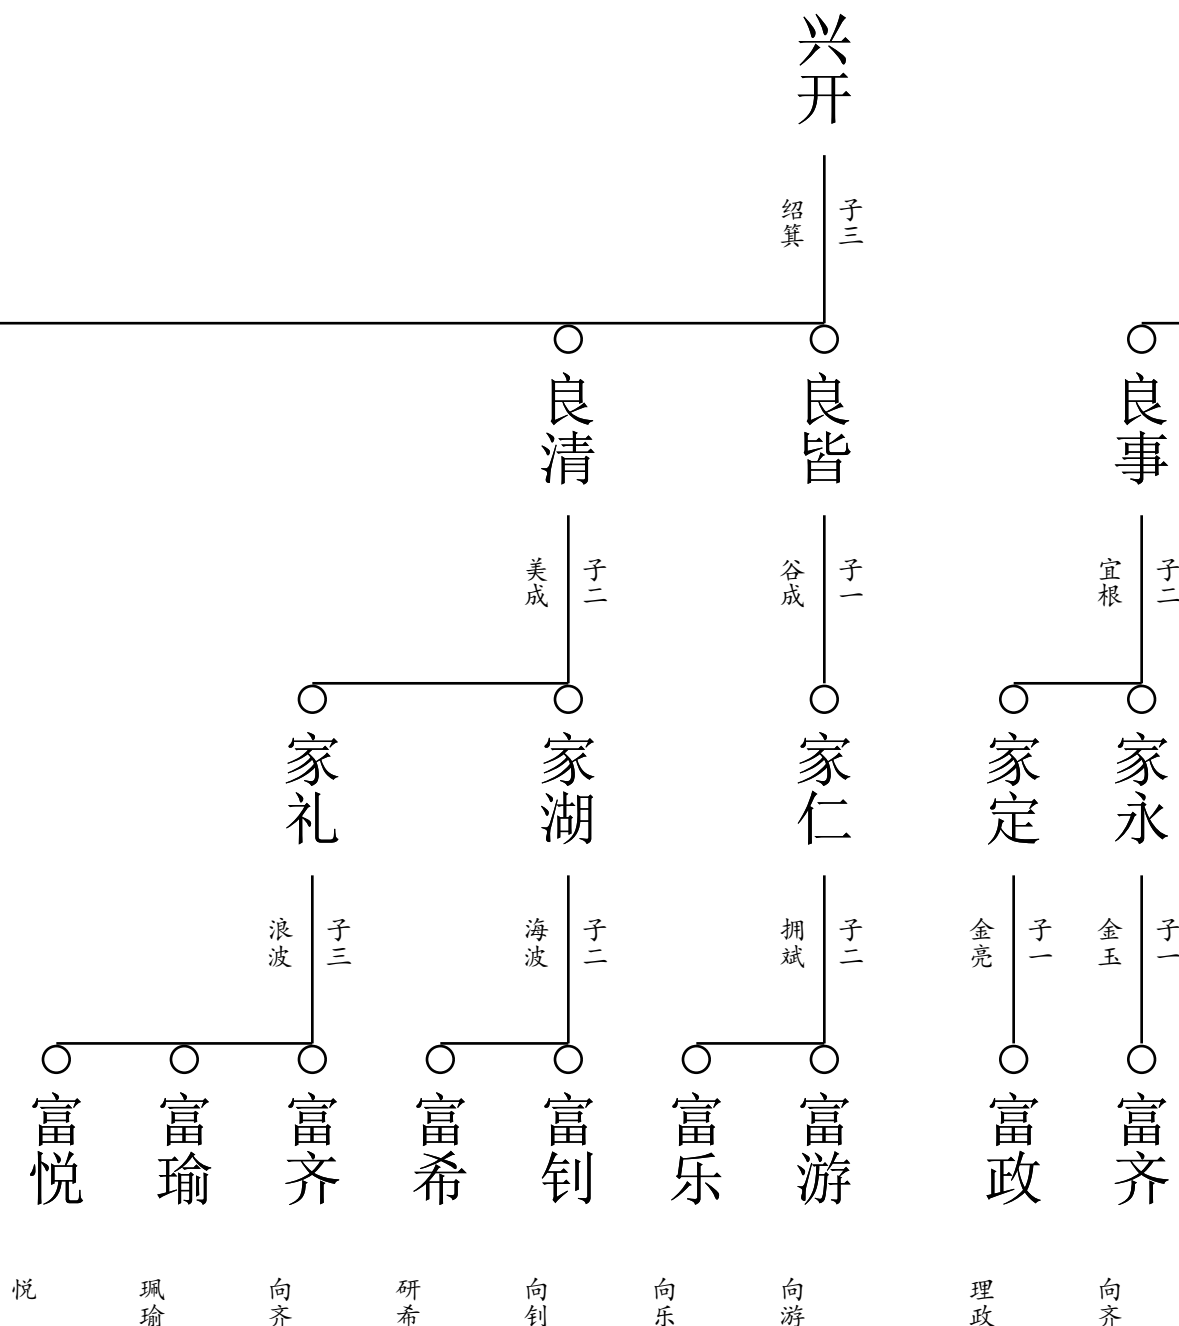 兴开
子三
绍箕
良事
良皆
良清
子二
宜根
子一
谷成
子二
美成
家永
家定
家仁
家湖
家礼
子一
金玉
子一
金亮
子二
拥斌
子二
海波
子三
浪波
富齐
富政
富游
富乐
富钊
富希
富齐
富瑜
富悦
向齐
理政
向游
向乐
向钊
研希
向齐
珮瑜
悦